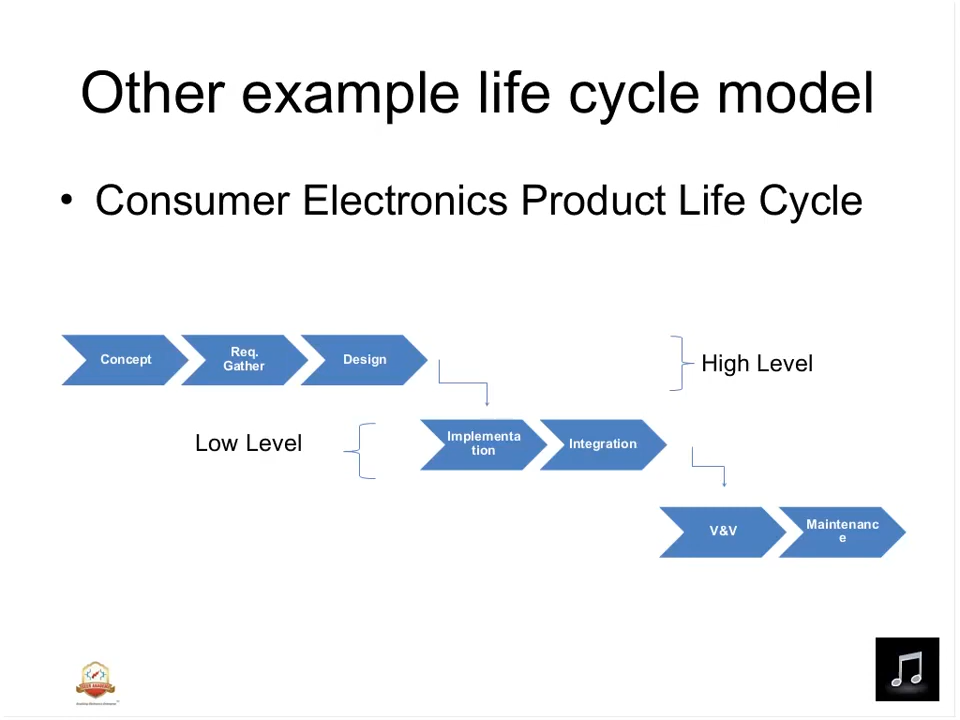 Other example life cycle model
• Consumer Electronics Product Life Cycle
Concept
Req.
Gather
Design
High Level
Low Level
Implementa
tion
Integration
V&V
Maintenanc
e